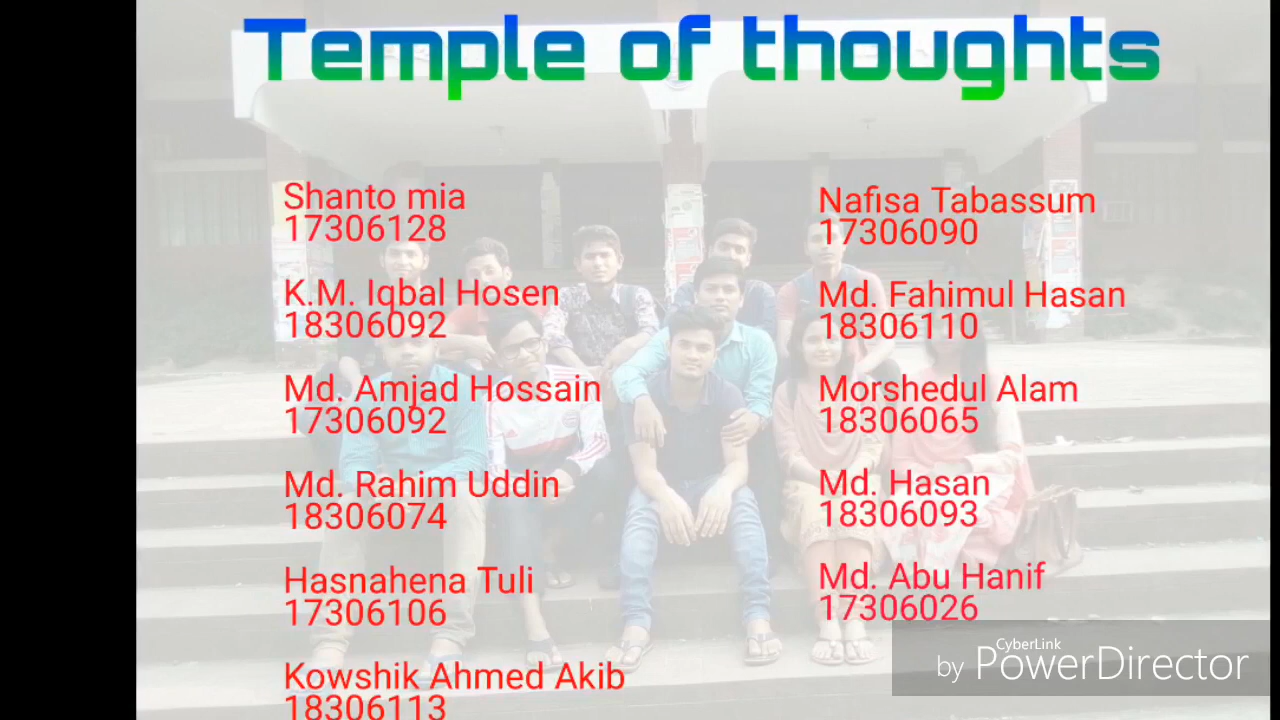 Temple of thoughts
Shanto mia
17306128
K.M. Iqbal Hosen
18306092
Md. Amjad Hossain
17306092
Md. Rahim Uddin
18306074
Hasnahena Tuli
17306106
Kowshik Ahmed Akib
18306113
Nafisa Tabassum
17306090
Md. Fahimul Hasan
18306110
Morshedul Alam
18306065
Md. Hasan
18306093
Md. Abu Hanif
17306026
CyberLink
by PowerDirector